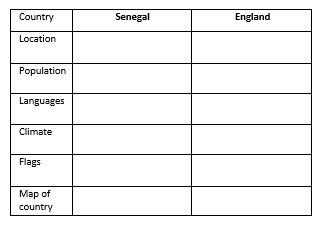 Country Senegal England
Location
Population
Languages
Climate
Flags
Map of
country